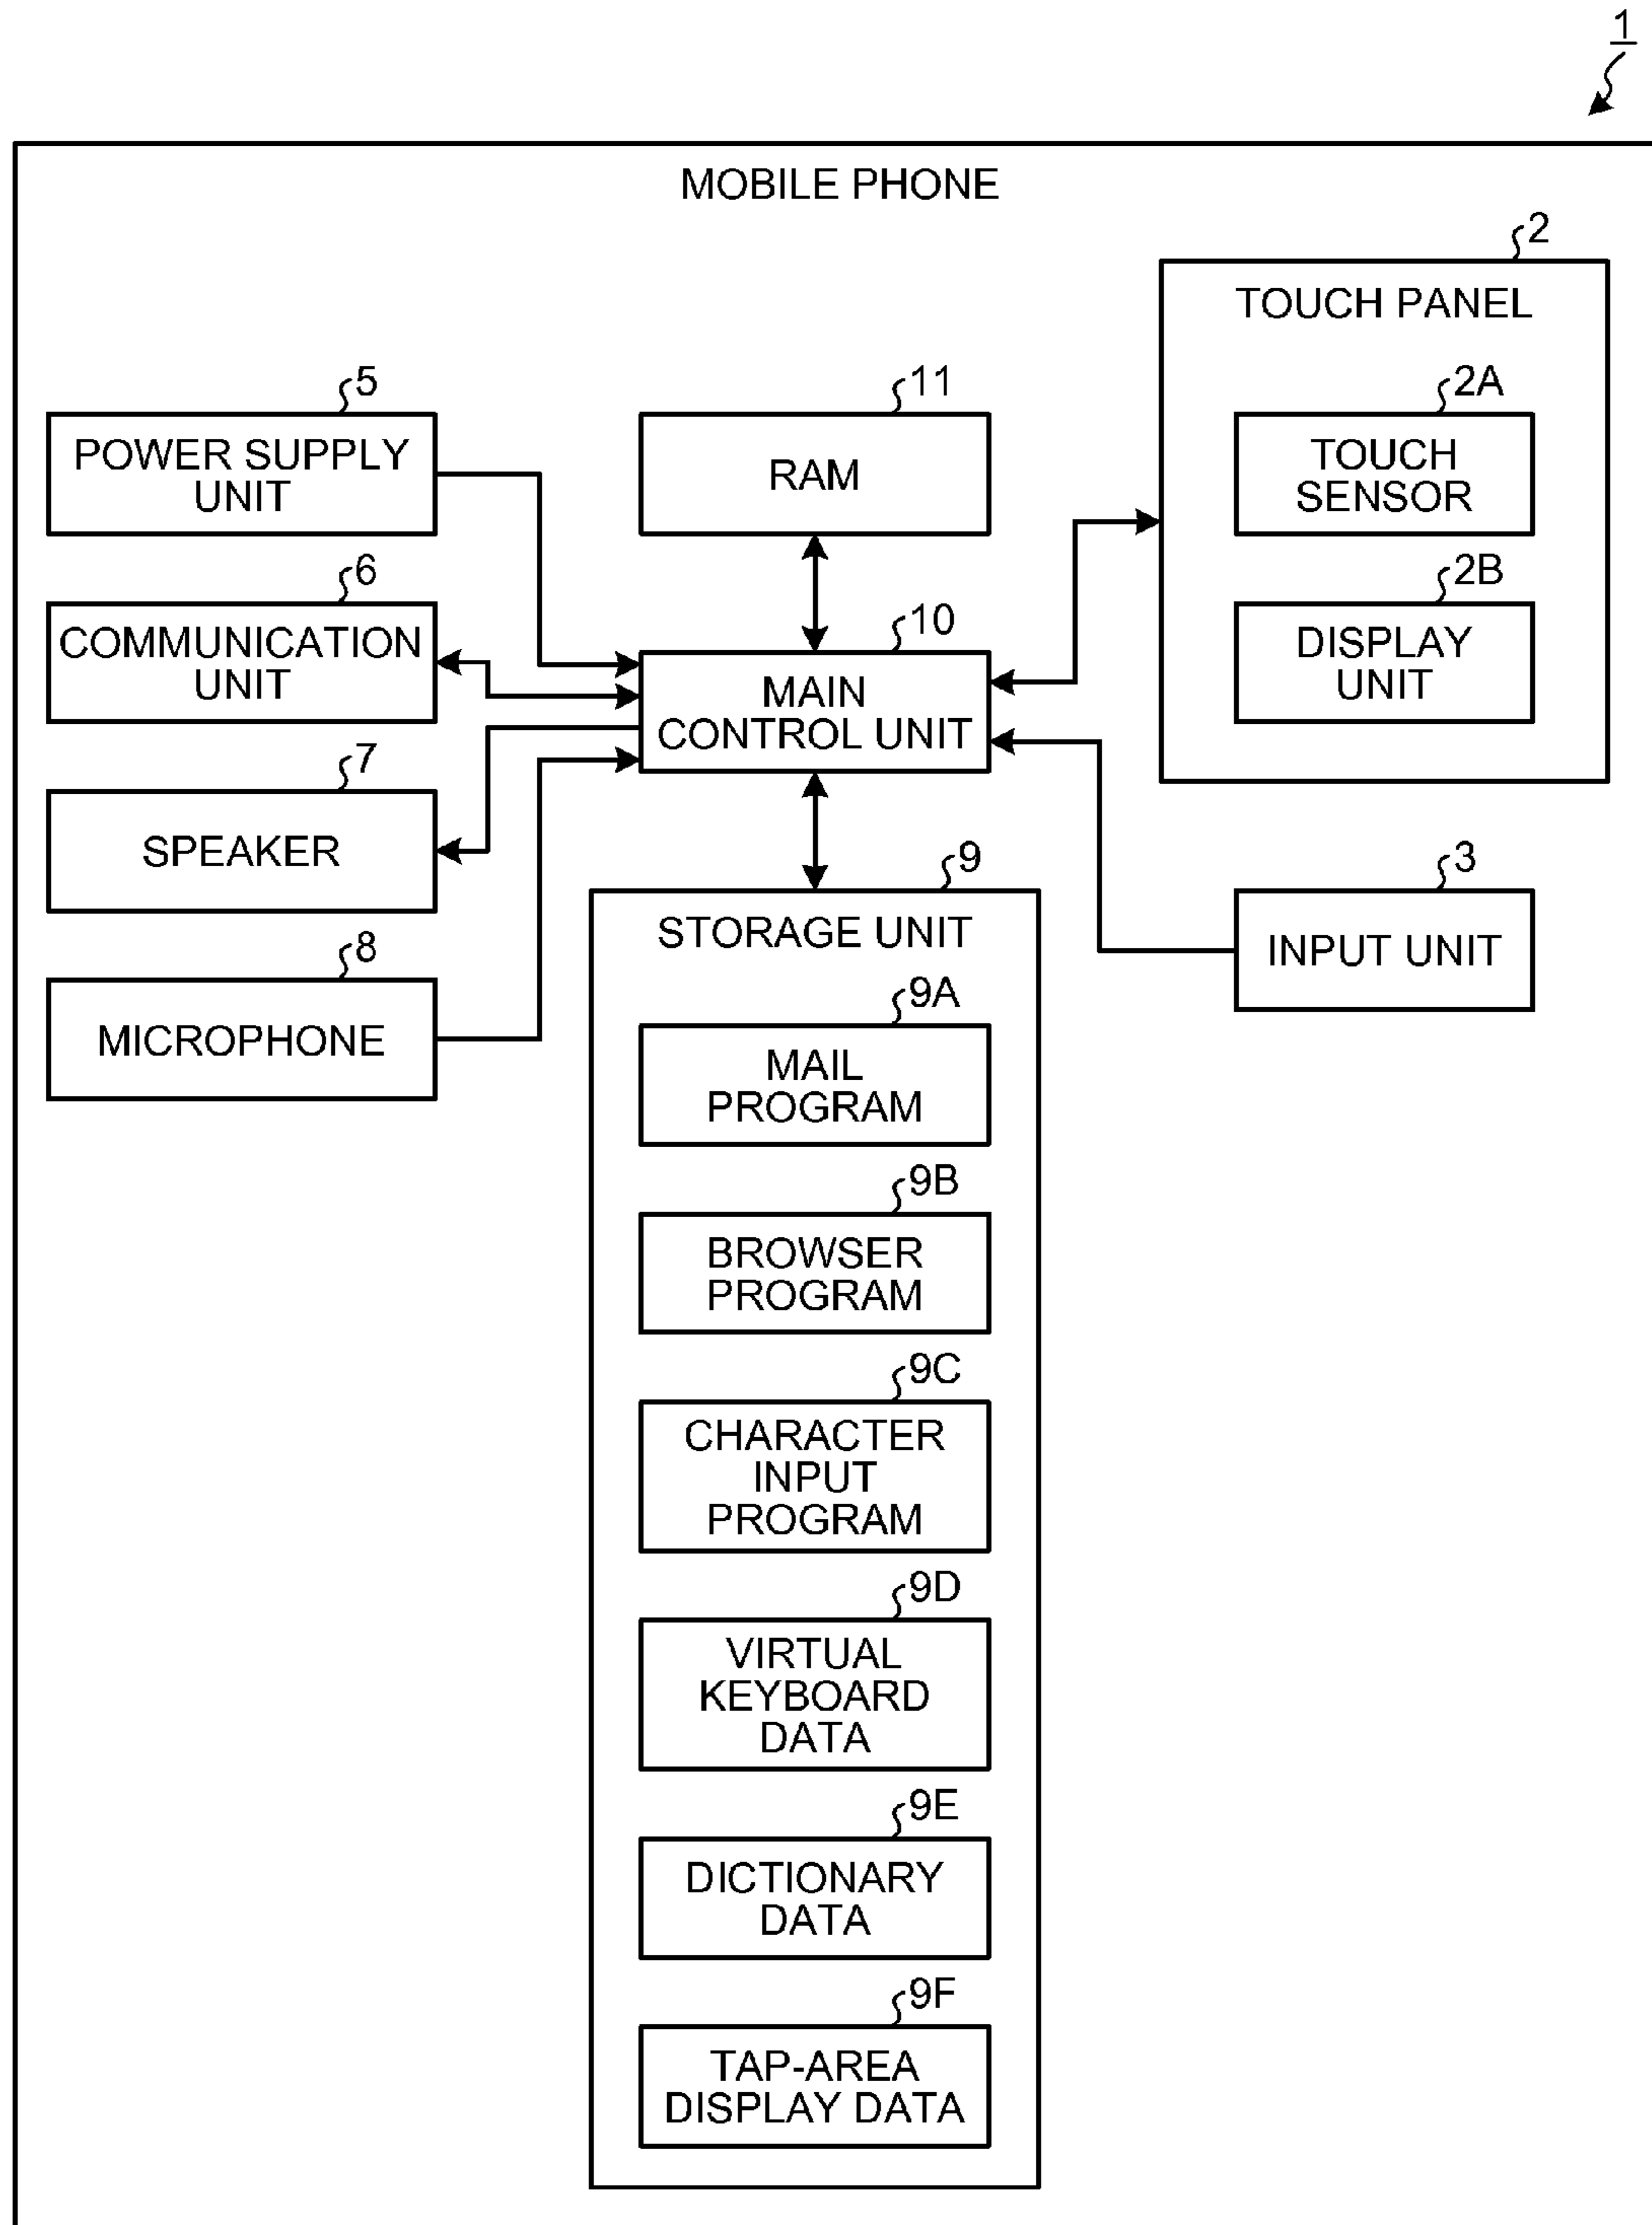 1
MOBILE PHONE
2
TOUCH PANEL
2A
TOUCH
SENSOR
2B
DISPLAY
UNIT
5
POWER SUPPLY
UNIT
11
RAM
6
COMMUNICATION
UNIT
10
MAIN
CONTROL UNIT
7
SPEAKER
8
MICROPHONE
3
INPUT UNIT
9
STORAGE UNIT
9A
MAIL
PROGRAM
9B
BROWSER
PROGRAM
9C
CHARACTER
INPUT
PROGRAM
9D
VIRTUAL
KEYBOARD
DATA
9E
DICTIONARY
DATA
9F
TAP-AREA
DISPLAY DATA